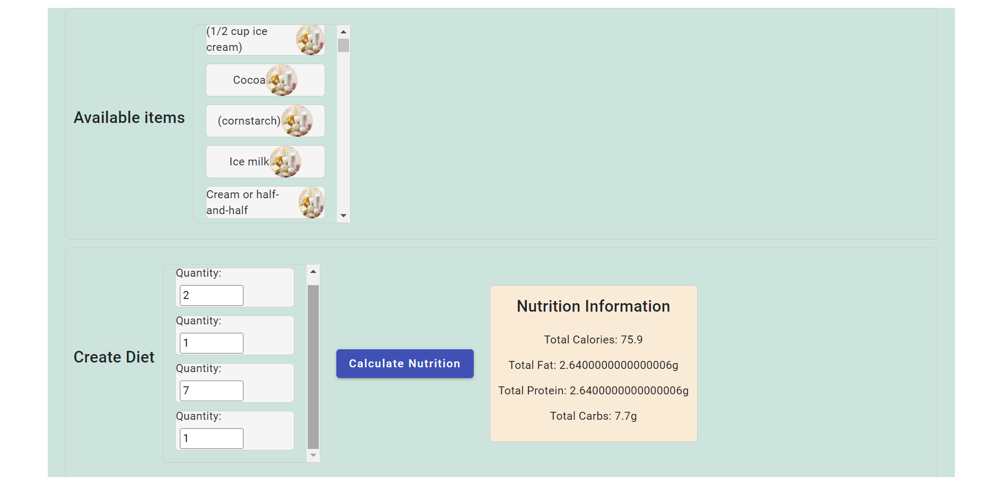 Available items
(1/2 cup ice
cream)
Cocoa
(cornstarch)
Ice milk
Cream or half-
and-half
Create Diet
Quantity:
2
Quantity:
1
Quantity:
7
Quantity:
1
Calculate Nutrition
Nutrition Information
Total Calories: 75.9
Total Fat: 2.6400000000000006g
Total Protein: 2.6400000000000006g
Total Carbs: 7.7g